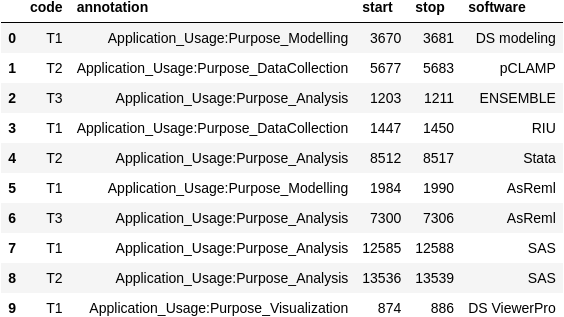 code annotation start stop software
0 T1 Application_Usage:Purpose_Modelling 3670 3681 DS modeling
1 T2 Application_Usage:Purpose_DataCollection 5677 5683 pCLAMP
2 T3 Application_Usage:Purpose_Analysis 1203 1211 ENSEMBLE
3 T1 Application_Usage:Purpose_DataCollection 1447 1450 RIU
4 T2 Application_Usage:Purpose_Analysis 8512 8517 Stata
5 T1 Application_Usage:Purpose_Modelling 1984 1990 AsReml
6 T3 Application_Usage:Purpose_Analysis 7300 7306 AsReml
7 T1 Application_Usage:Purpose_Analysis 12585 12588 SAS
8 T2 Application_Usage:Purpose_Analysis 13536 13539 SAS
9 T1 Application_Usage:Purpose_Visualization 874 886 DS ViewerPro